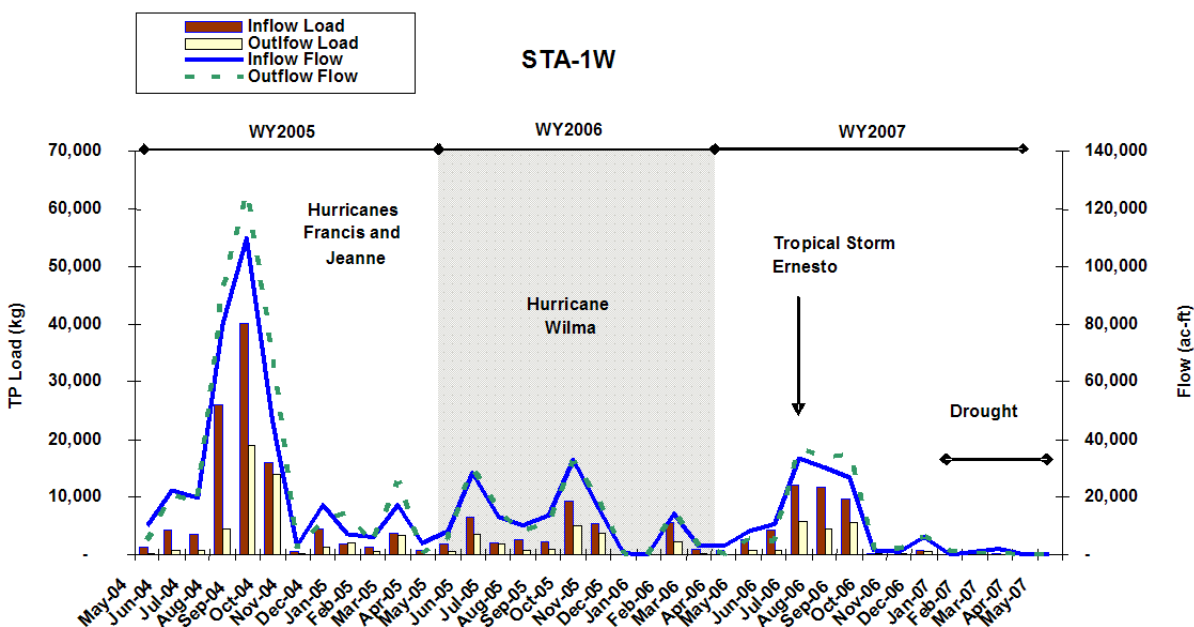 Inflow Load
Outlfow Load
Inflow Flow
Outflow Flow
STA-1W
WY2005
WY2006
WY2007
70,000
60,000
50,000
40,000
30,000
20,000
10,000
-
TP Load (kg)
140,000
120,000
100,000
80,000
60,000
40,000
20,000
-
Flow (ac-ft)
Hurricanes
Francis and
Jeanne
Hurricane
Wilma
Tropical Storm
Ernesto
Drought
May-04
Jun-04
Jul-04
Aug-04
Sep-04
Oct-04
Nov-04
Dec-04
Jan-05
Feb-05
Mar-05
Apr-05
May-05
Jun-05
Jul-05
Aug-05
Sep-05
Oct-05
Nov-05
Dec-05
Jan-06
Feb-06
Mar-06
Apr-06
May-06
Jun-06
Jul-06
Aug-06
Sep-06
Oct-06
Nov-06
Dec-06
Jan-07
Feb-07
Mar-07
Apr-07
May-07